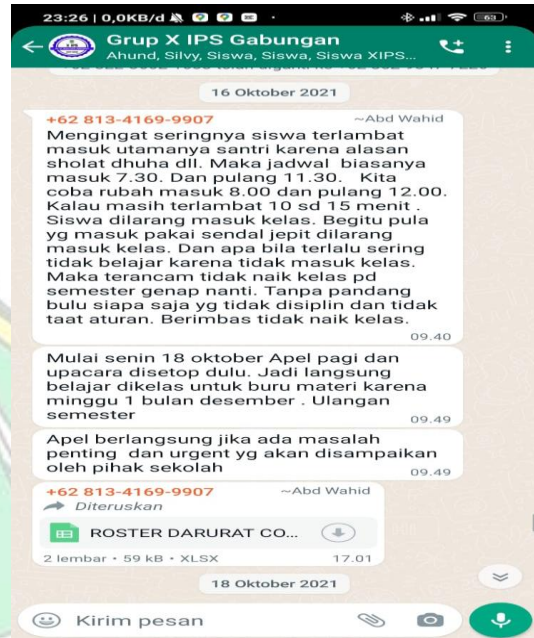 23:26 | 0,0KB/d
63
Grup X IPS Gabungan
Ahund, Silvy, Siswa, Siswa, Siswa XIPS...
16 Oktober 2021
+62 813-4169-9907 ~Abd Wahid
Mengingat seringnya siswa terlambat
masuk utamanya santri karena alasan
sholat dhuha dll. Maka jadwal biasanya
masuk 7.30. Dan pulang 11.30. Kita
coba rubah masuk 8.00 dan pulang 12.00.
Kalau masih terlambat 10 sd 15 menit .
Siswa dilarang masuk kelas. Begitu pula
yg masuk pakai sendal jepit dilarang
masuk kelas. Dan apa bila terlalu sering
tidak belajar karena tidak masuk kelas.
Maka terancam tidak naik kelas pd
semester genap nanti. Tanpa pandang
bulu siapa saja yg tidak disiplin dan tidak
taat aturan. Berimbas tidak naik kelas.
09.40
Mulai senin 18 oktober Apel pagi dan
upacara disetop dulu. Jadi langsung
belajar dikelas untuk buru materi karena
minggu 1 bulan desember . Ulangan
semester
09.49
Apel berlangsung jika ada masalah
penting dan urgent yg akan disampaikan
oleh pihak sekolah
09.49
+62 813-4169-9907 ~Abd Wahid
Diteruskan
ROSTER DARURAT CO...
2 lembar • 59 kB • XLSX 17.01
18 Oktober 2021
Kirim pesan